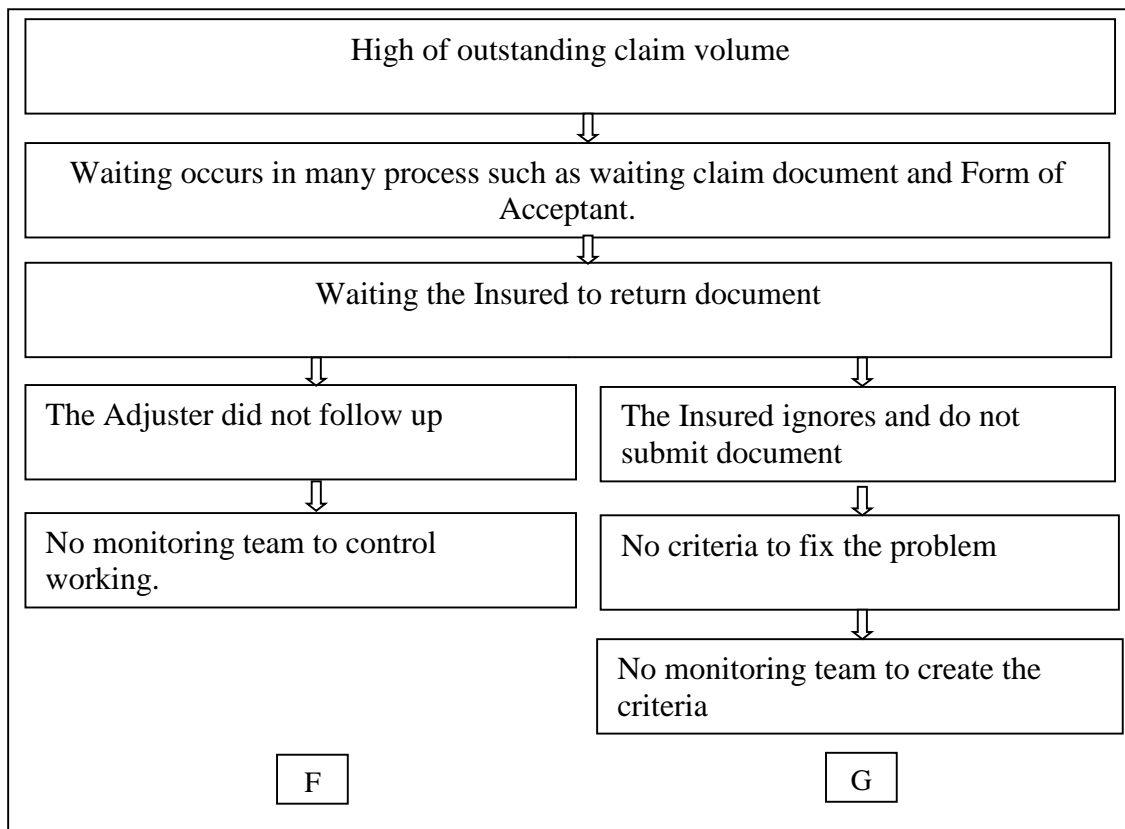 High of outstanding claim volume
Waiting occurs in many process such as waiting claim document and Form of
Acceptant.
Waiting the Insured to return document
The Adjuster did not follow up
The Insured ignores and do not
submit document
No monitoring team to control
working.
No criteria to fix the problem
No monitoring team to create the
criteria
F
G